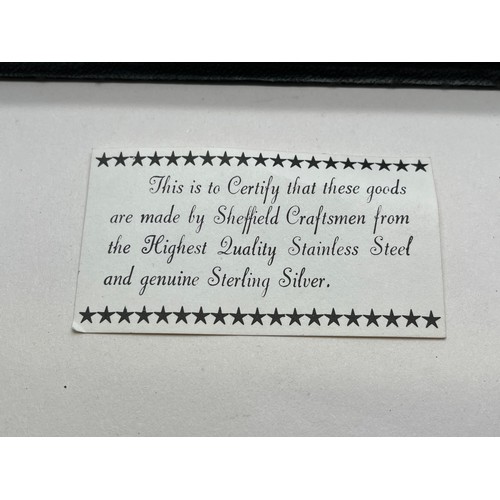 This is to Certify that these goods
are made by Sheffield Craftsmen from
the Highest Quality Stainless Steel
and genuine Sterling Silver.